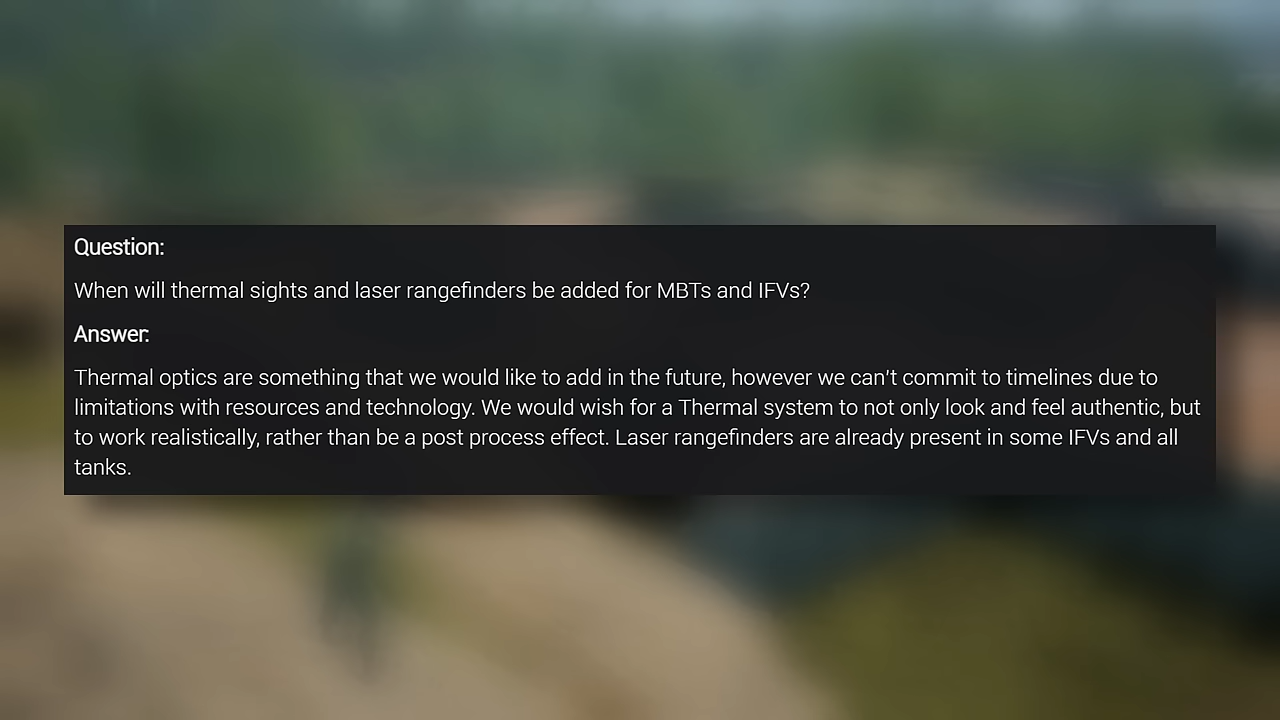 Question:
When will thermal sights and laser rangefinders be added for MBTs and IFVs?
Answer:
Thermal optics are something that we would like to add in the future, however we can't commit to timelines due to
limitations with resources and technology. We would wish for a Thermal system to not only look and feel authentic, but
to work realistically, rather than be a post process effect. Laser rangefinders are already present in some IFVs and all
tanks.